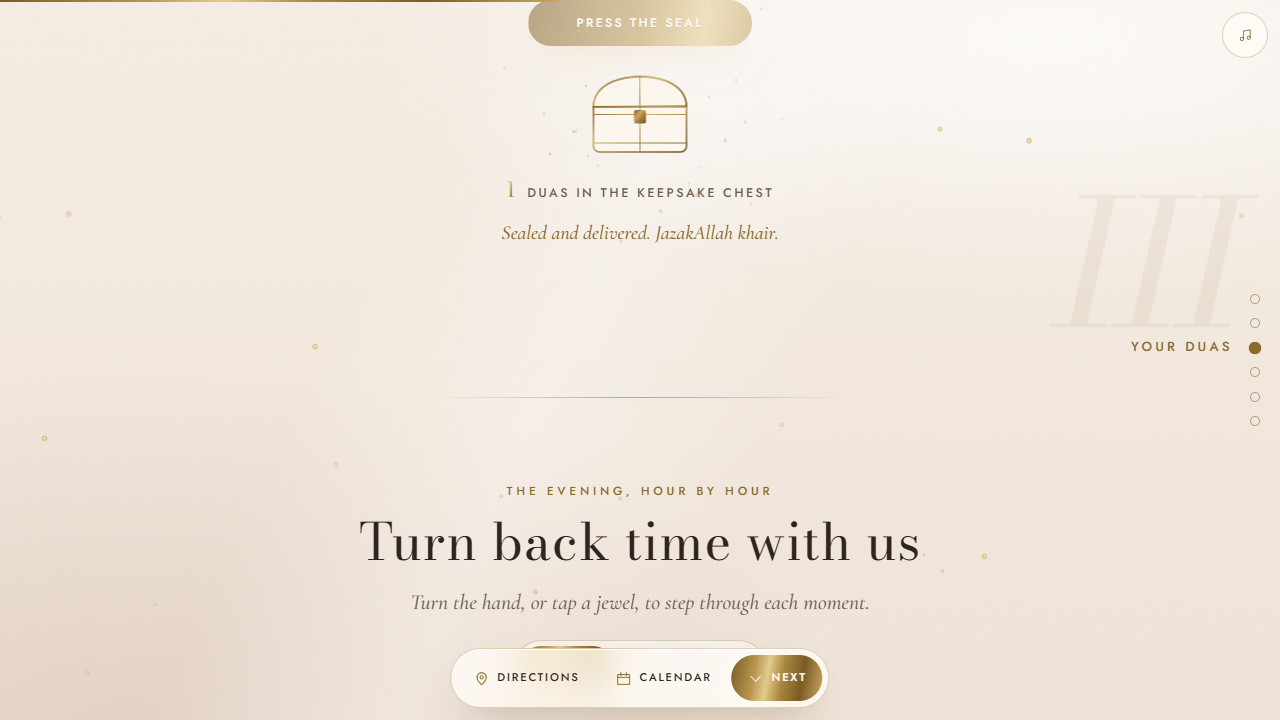 PRESS THE SEAL
1 DUAS IN THE KEEPSAKE CHEST
Sealed and delivered. JazakAllah khair.
III
YOUR DUAS
THE EVENING, HOUR BY HOUR
Turn back time with us
Turn the hand, or tap a jewel, to step through each moment.
DIRECTIONS
CALENDAR
NEXT